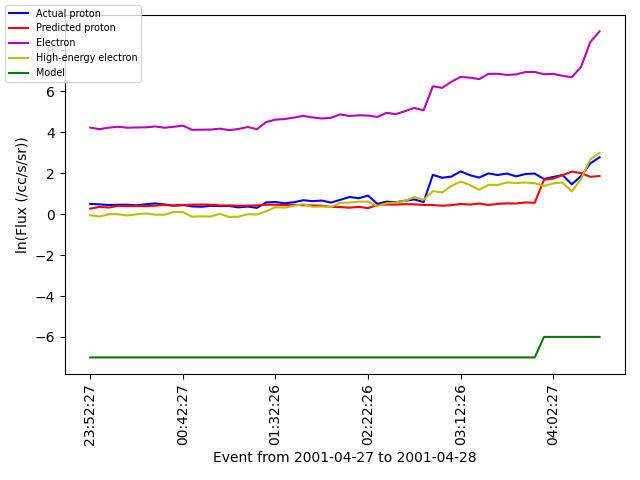 Actual proton
Predicted proton
Electron
High-energy electron
Model
8
6
4
2
0
−2
−4
−6
ln(Flux (/cc/s/sr))
23:52:27
00:42:27
01:32:26
02:22:26
03:12:26
04:02:27
Event from 2001-04-27 to 2001-04-28